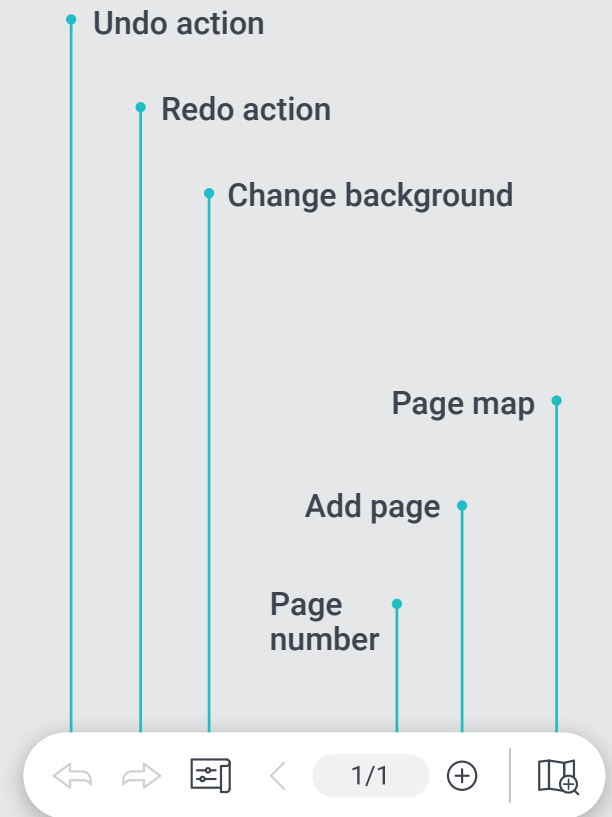 Undo action
Redo action
Change background
Page map
Add page
Page
number
1/1